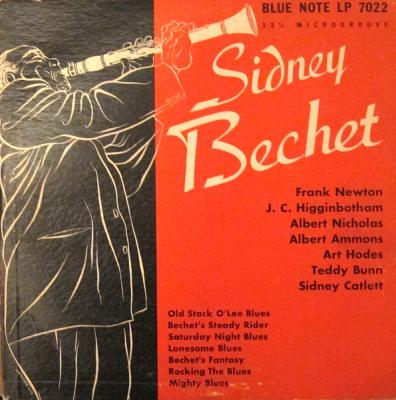 BLUE NOTE LP 7022
33⅓ MICROGROOVE
Sidney
Bechet
Frank Newton
J. C. Higginbotham
Albert Nicholas
Albert Ammons
Art Hodes
Teddy Bunn
Sidney Catlett
Old Stack O'Lee Blues
Bechet's Steady Rider
Saturday Night Blues
Lonesome Blues
Bechet's Fantasy
Rocking The Blues
Mighty Blues